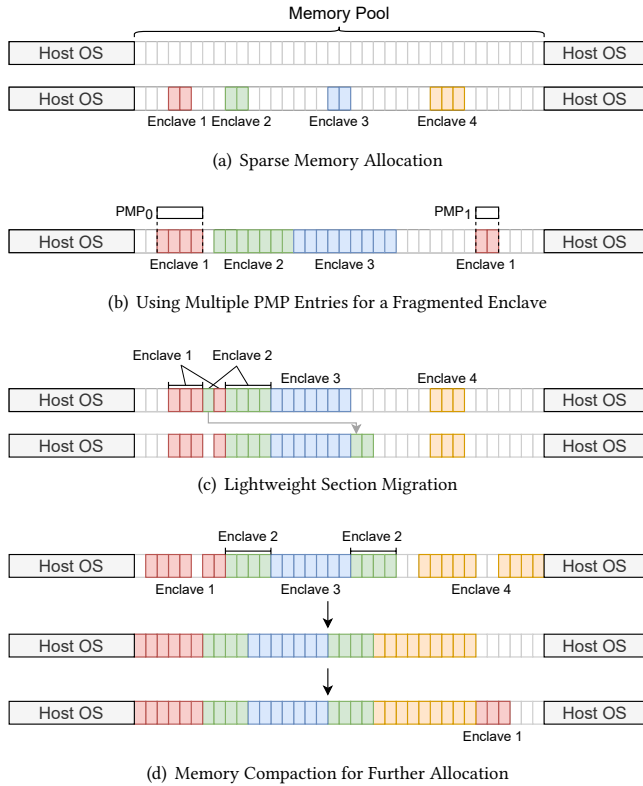 Memory Pool
Host OS Host OS
Host OS Host OS
Enclave 1 Enclave 2 Enclave 3 Enclave 4
(a) Sparse Memory Allocation
PMP0 PMP1
Host OS Host OS
Enclave 1 Enclave 2 Enclave 3 Enclave 1
(b) Using Multiple PMP Entries for a Fragmented Enclave
Enclave 1 Enclave 2
Enclave 3 Enclave 4
Host OS Host OS
Host OS Host OS
(c) Lightweight Section Migration
Enclave 2 Enclave 2
Host OS Host OS
Enclave 1 Enclave 3 Enclave 4
Host OS Host OS
Host OS Host OS
Enclave 1
(d) Memory Compaction for Further Allocation